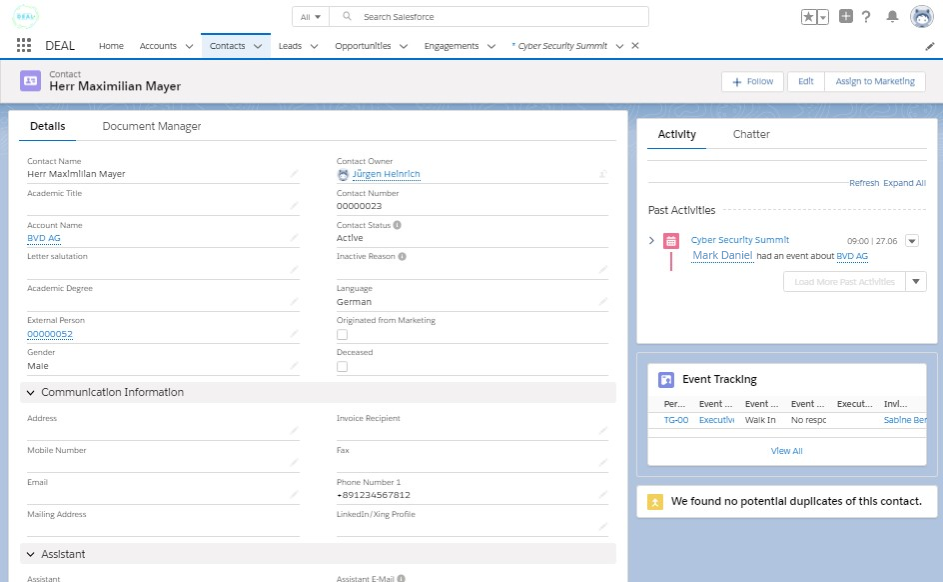 DEAL
All
Search Salesforce
DEAL
Home
Accounts
Contacts
Leads
Opportunities
Engagements
* Cyber Security Summit
Contact
Herr Maximilian Mayer
Follow
Edit
Assign to Marketing
Details
Document Manager
Contact Name
Herr Maximilian Mayer
Contact Owner
Jürgen Heinrich
Academic Title
Contact Number
00000023
Account Name
BVD AG
Contact Status
Active
Letter salutation
Inactive Reason
Academic Degree
Language
German
External Person
00000052
Originated from Marketing
Gender
Male
Deceased
Communication Information
Address
Invoice Recipient
Mobile Number
Fax
Email
Phone Number 1
+891234567812
Mailing Address
LinkedIn/Xing Profile
Assistant
Assistant
Assistant E-Mail
Activity
Chatter
Refresh Expand All
Past Activities
Cyber Security Summit
09:00 | 27.06
Mark Daniel had an event about BVD AG
Load More Past Activities
Event Tracking
Per... Event ... Event ... Event ... Execut... Invi...
TG-00 Executive Walk In No respc Sabine Ber
View All
We found no potential duplicates of this contact.